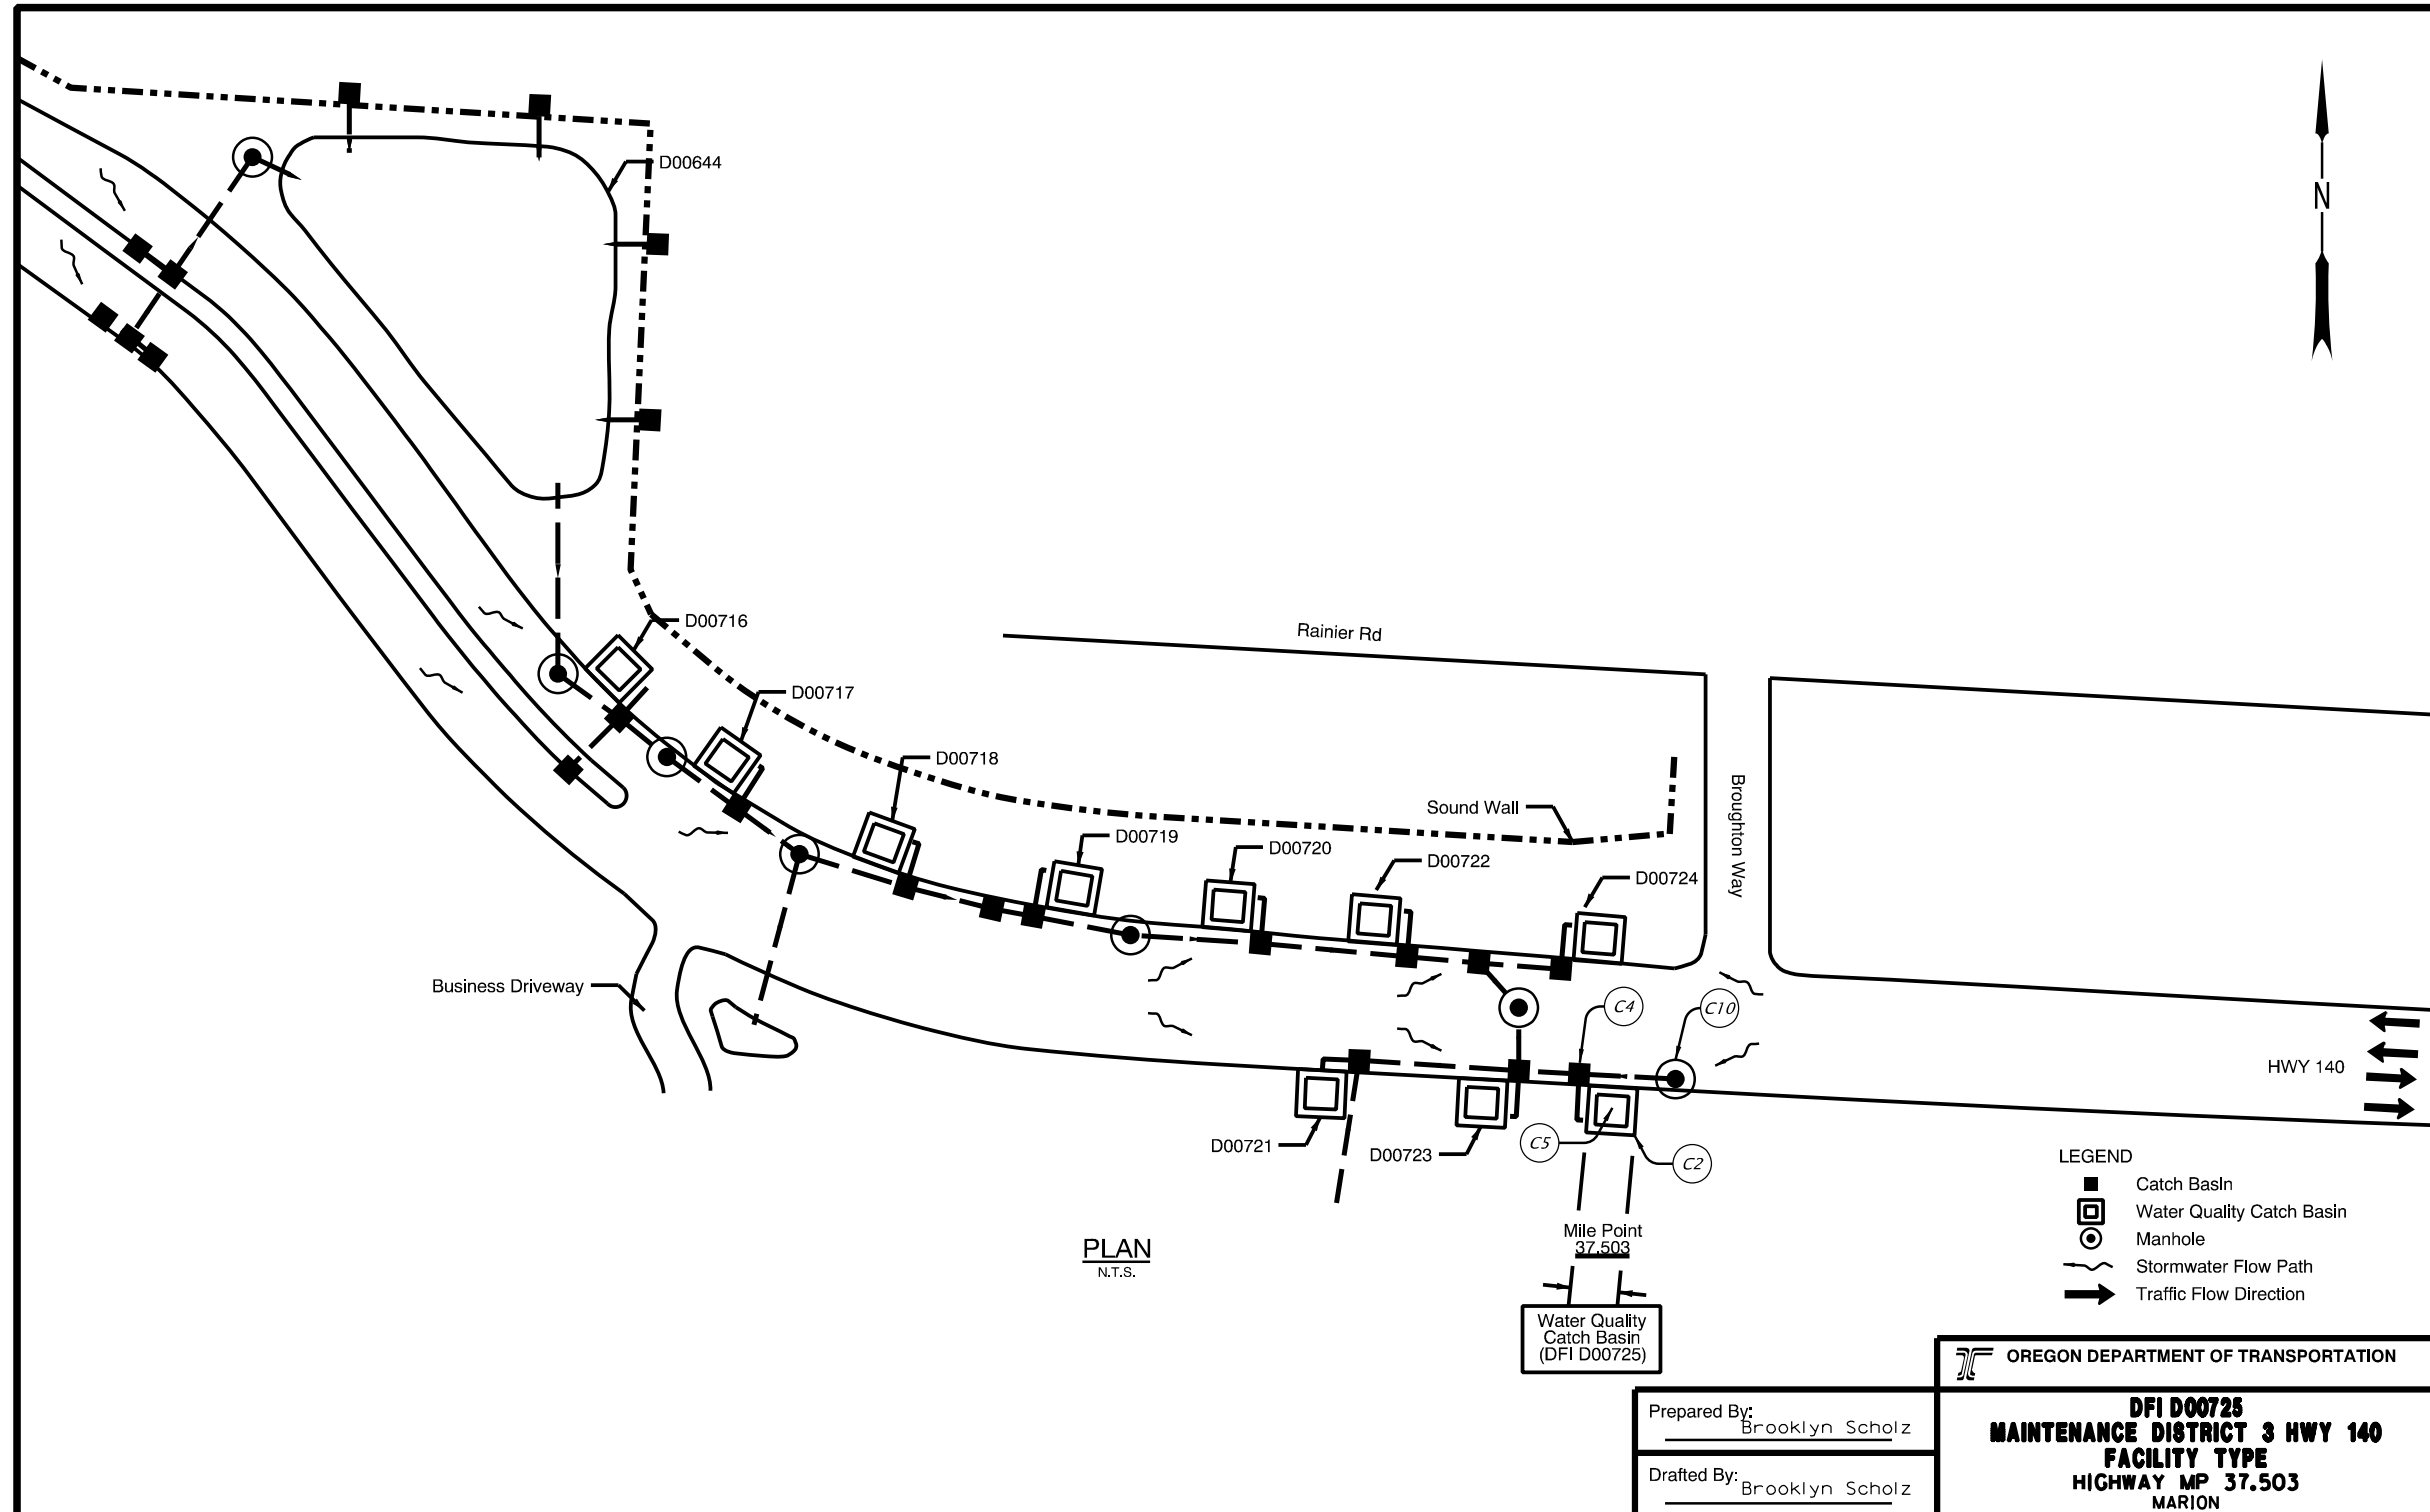 D00644
N
D00716
Rainier Rd
D00717
D00718
Sound Wall
Broughton Way
D00719
D00720
D00722
D00724
Business Driveway
C4
C10
HWY 140
D00721
D00723
C5
C2
LEGEND
Catch Basin
Water Quality Catch Basin
Manhole
Stormwater Flow Path
Traffic Flow Direction
Mile Point
37.503
PLAN
N.T.S.
Water Quality
Catch Basin
(DFI D00725)
OREGON DEPARTMENT OF TRANSPORTATION
Prepared By: Brooklyn Scholz
Drafted By: Brooklyn Scholz
DFI D00725
MAINTENANCE DISTRICT 3 HWY 140
FACILITY TYPE
HIGHWAY MP 37.503
MARION